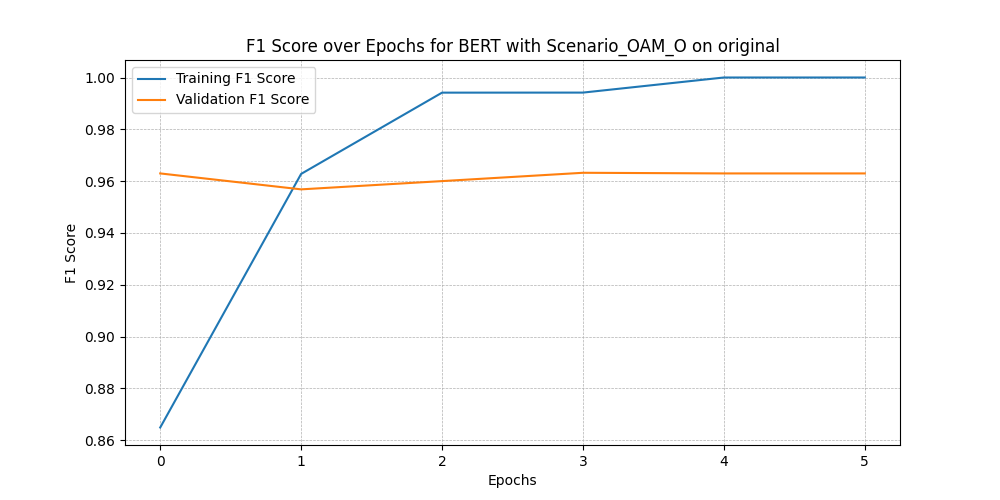 F1 Score over Epochs for BERT with Scenario_OAM_O on original
Training F1 Score
Validation F1 Score
1.00
0.98
0.96
0.94
0.92
0.90
0.88
0.86
F1 Score
0 1 2 3 4 5
Epochs